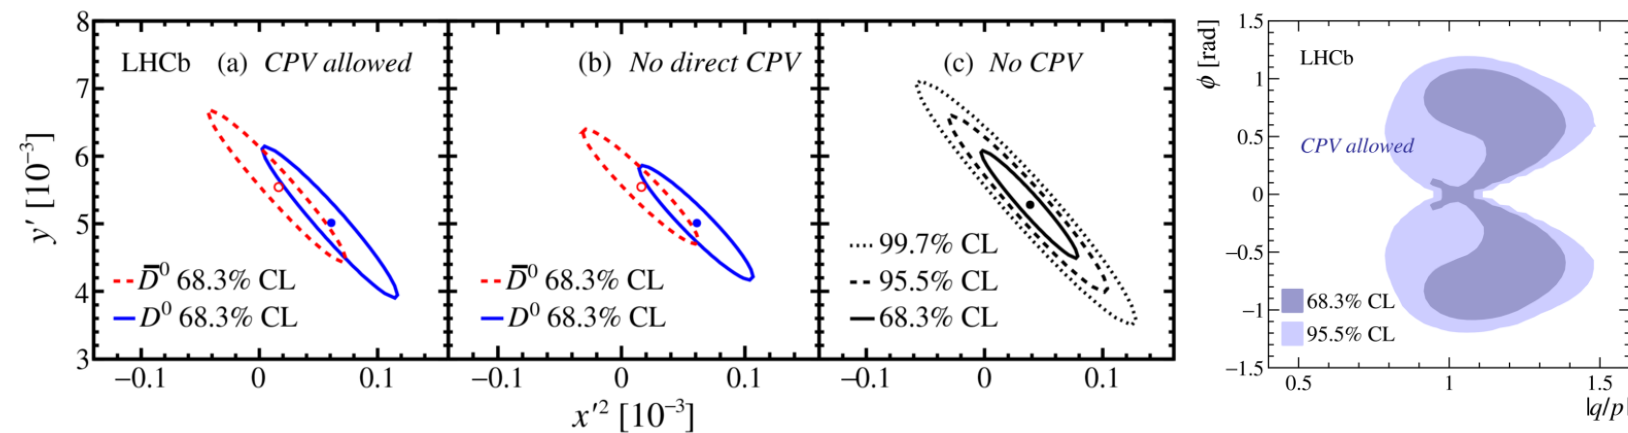 LHCb (a) CPV allowed
(b) No direct CPV
(c) No CPV
8
7
6
5
4
3
y′ [10⁻³]
D̅⁰ 68.3% CL
D⁰ 68.3% CL
D̅⁰ 68.3% CL
D⁰ 68.3% CL
99.7% CL
95.5% CL
68.3% CL
−0.1 0 0.1
−0.1 0 0.1
−0.1 0 0.1
x′² [10⁻³]
ϕ [rad]
1.5
1
0.5
0
−0.5
−1
−1.5
LHCb
CPV allowed
68.3% CL
95.5% CL
0.5 1 1.5
|q/p|